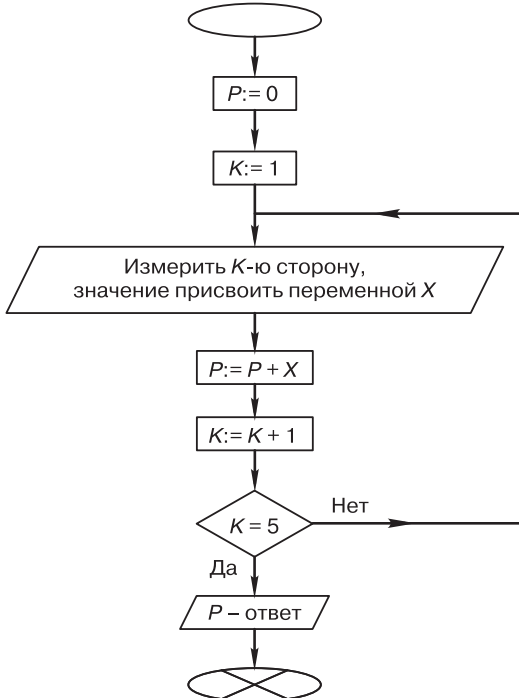 P:= 0
K:= 1
Измерить K-ю сторону,
значение присвоить переменной X
P:= P + X
K:= K + 1
K = 5
Нет
Да
P – ответ